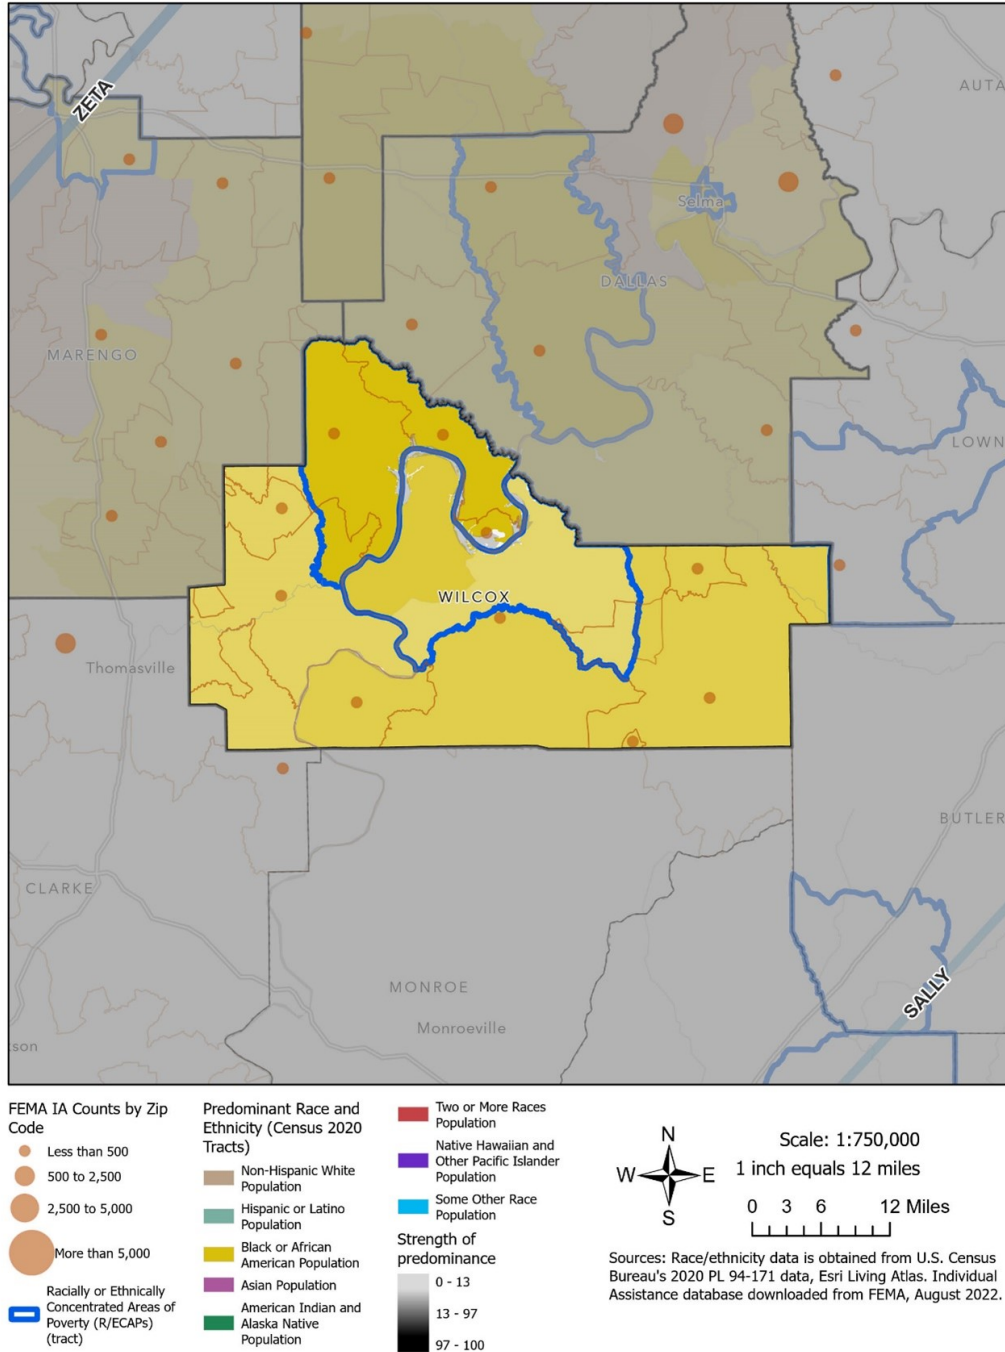 ZETA
AUTA
Selma
DALLAS
MARENGO
LOWN
WILCOX
Thomasville
BUTLER
CLARKE
MONROE
SALLY
Monroeville
son
FEMA IA Counts by Zip
Code
Less than 500
500 to 2,500
2,500 to 5,000
More than 5,000
Racially or Ethnically
Concentrated Areas of
Poverty (R/ECAPs)
(tract)
Predominant Race and
Ethnicity (Census 2020
Tracts)
Non-Hispanic White
Population
Hispanic or Latino
Population
Black or African
American Population
Asian Population
American Indian and
Alaska Native
Population
Two or More Races
Population
Native Hawaiian and
Other Pacific Islander
Population
Some Other Race
Population
Strength of
predominance
0 - 13
13 - 97
97 - 100
N
W E
S
Scale: 1:750,000
1 inch equals 12 miles
0 3 6 12 Miles
Sources: Race/ethnicity data is obtained from U.S. Census
Bureau's 2020 PL 94-171 data, Esri Living Atlas. Individual
Assistance database downloaded from FEMA, August 2022.